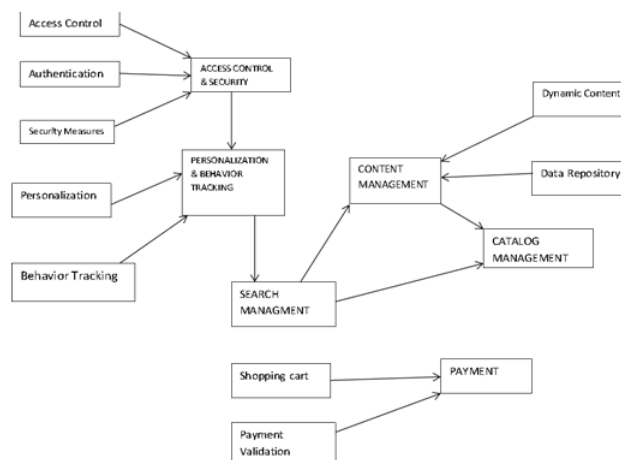 Access Control
Authentication
Security Measures
ACCESS CONTROL
& SECURITY
Dynamic Content
PERSONALIZATION
& BEHAVIOR
TRACKING
CONTENT
MANAGEMENT
Data Repository
Personalization
CATALOG
MANAGEMENT
Behavior Tracking
SEARCH
MANAGMENT
Shopping cart
PAYMENT
Payment
Validation